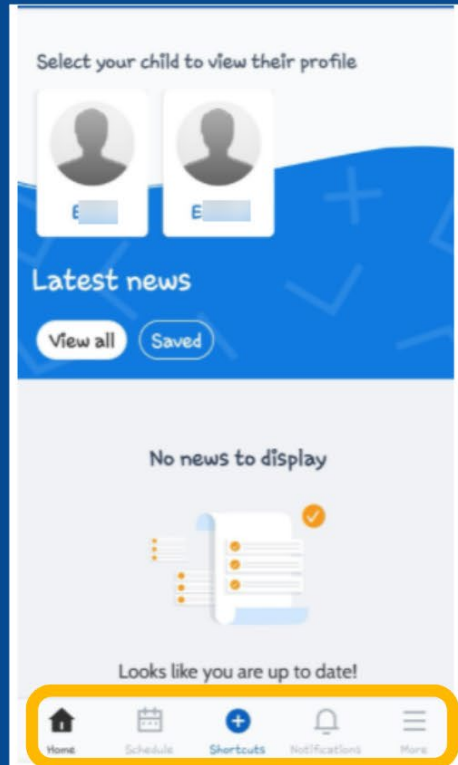 Select your child to view their profile
E E
Latest news
View all Saved
No news to display
Looks like you are up to date!
Home Schedule Shortcuts Notifications More